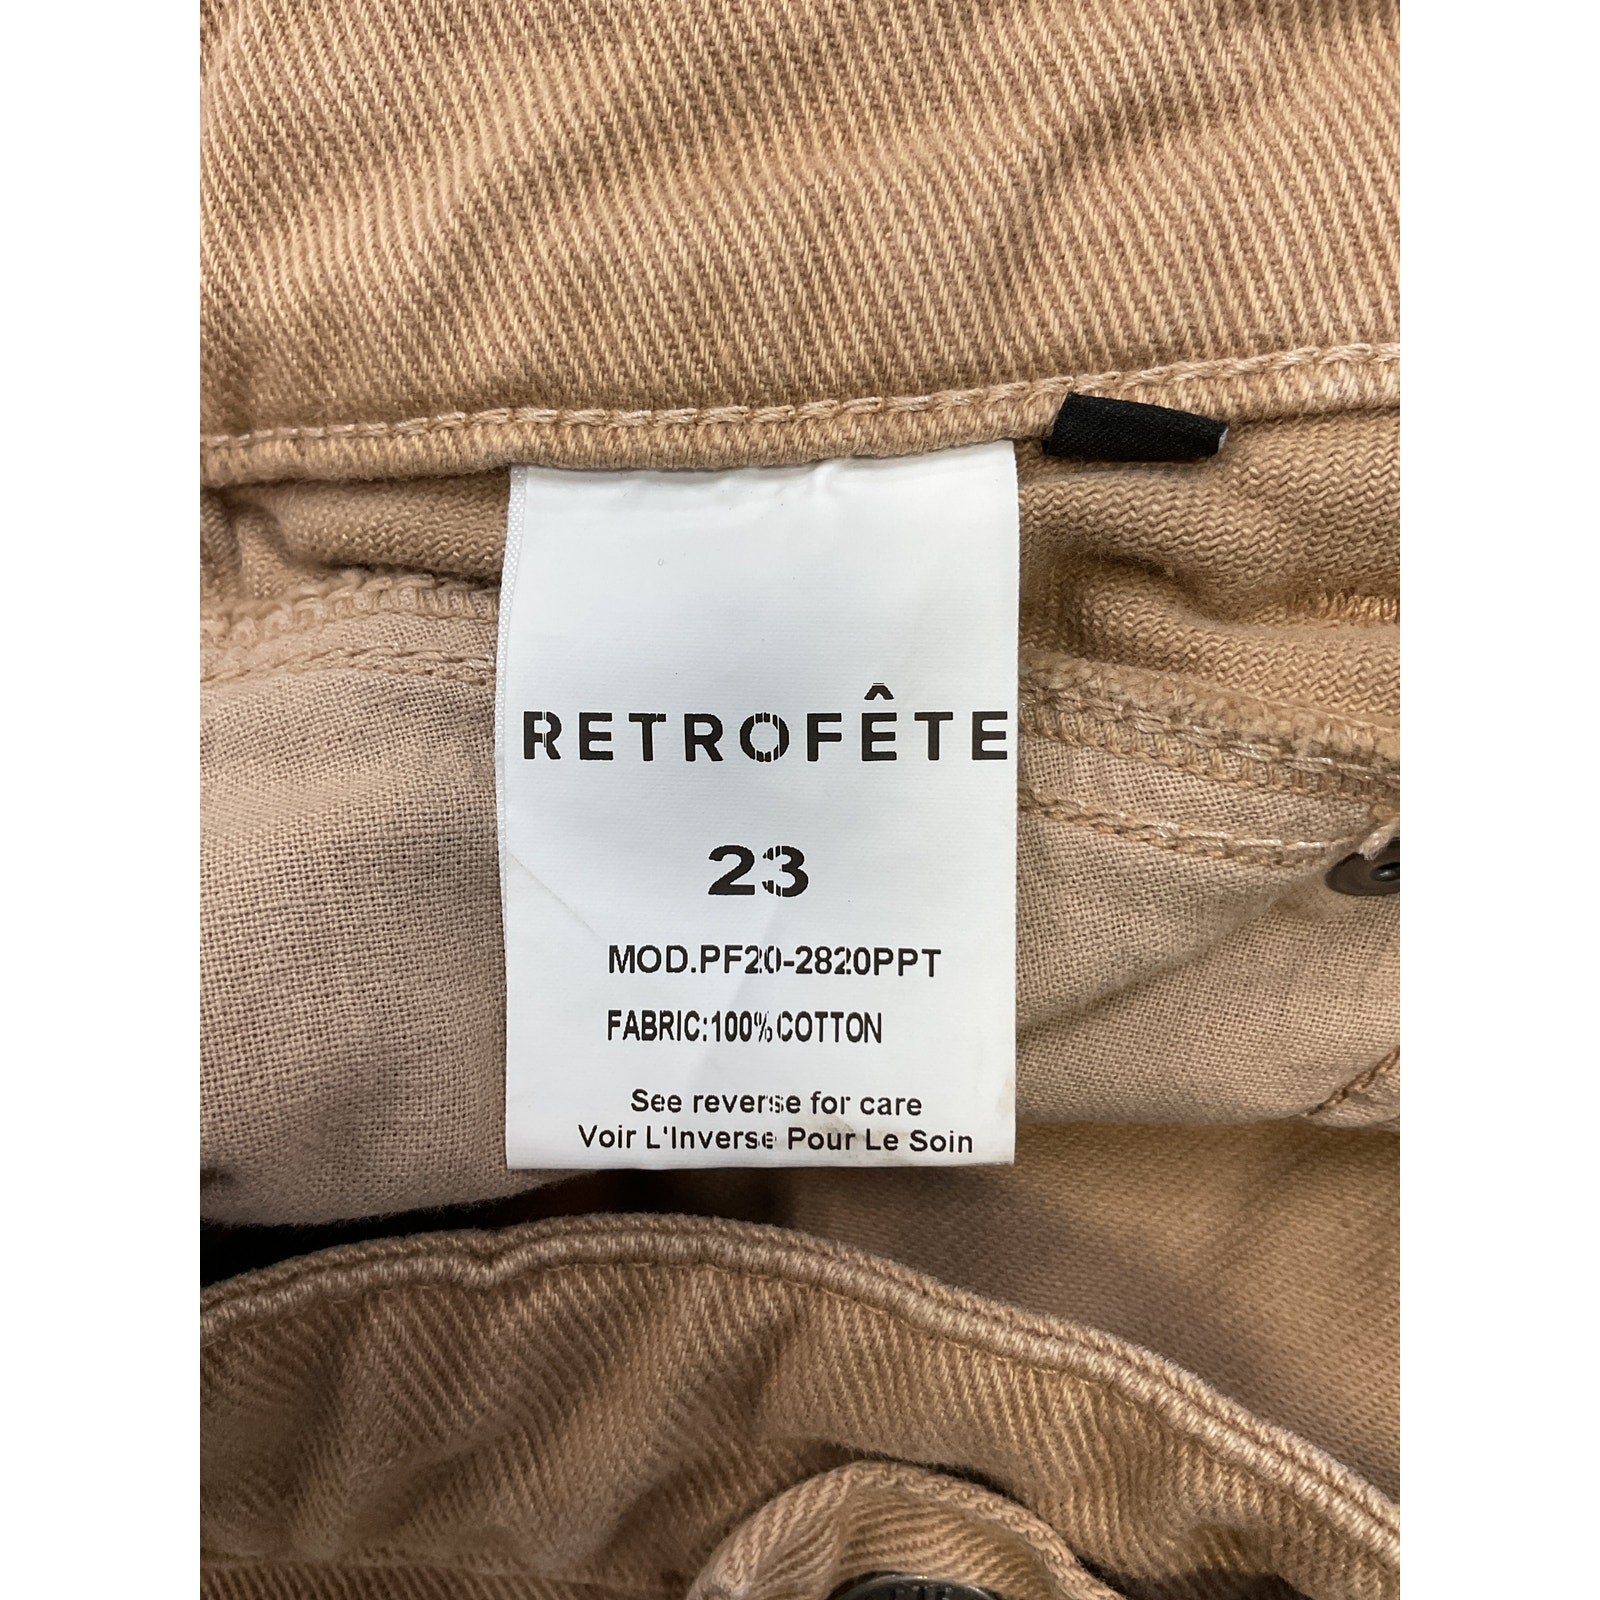 RETROFÊTE
23
MOD.PF20-2820PPT
FABRIC:100%COTTON
See reverse for care
Voir L'Inverse Pour Le Soin